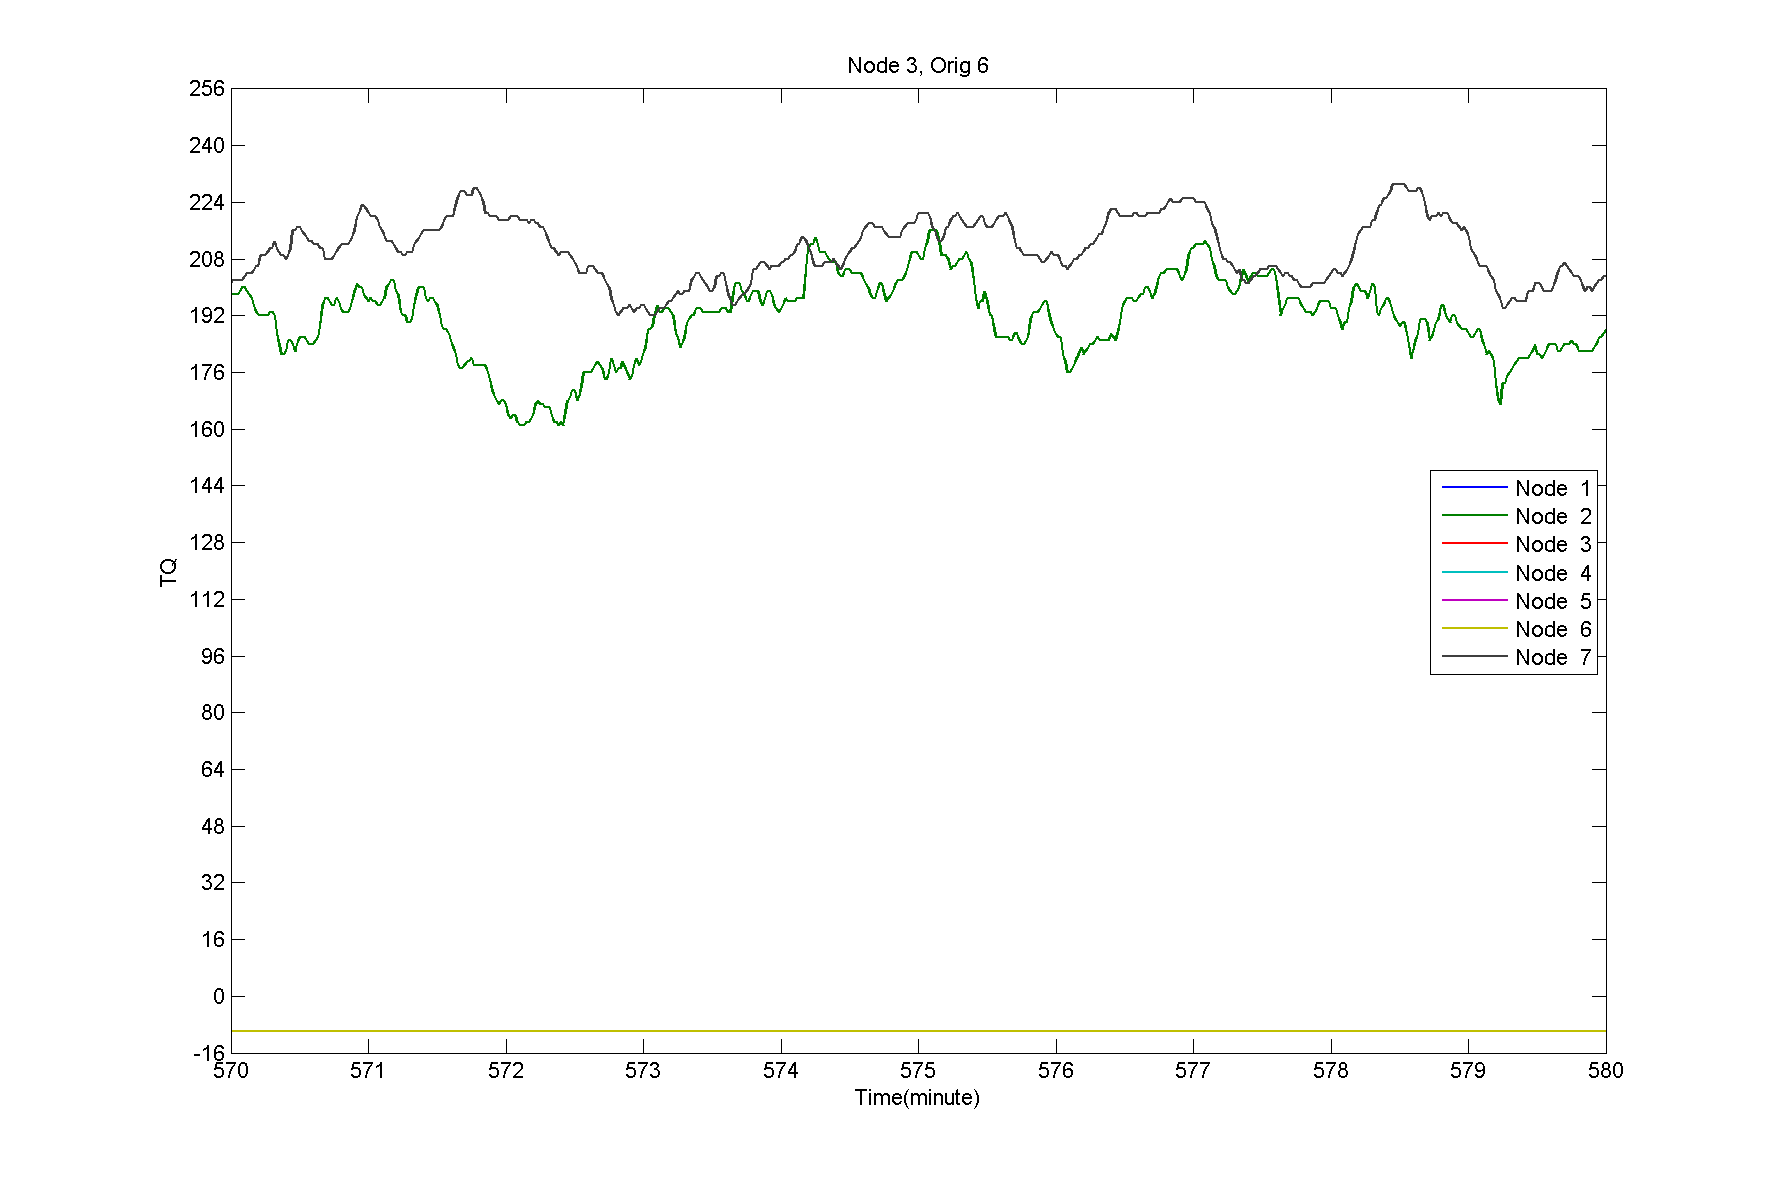 Node 3, Orig 6
256
240
224
208
192
176
160
144
128
112
96
80
64
48
32
16
0
-16
TQ
Node 1
Node 2
Node 3
Node 4
Node 5
Node 6
Node 7
570 571 572 573 574 575 576 577 578 579 580
Time(minute)